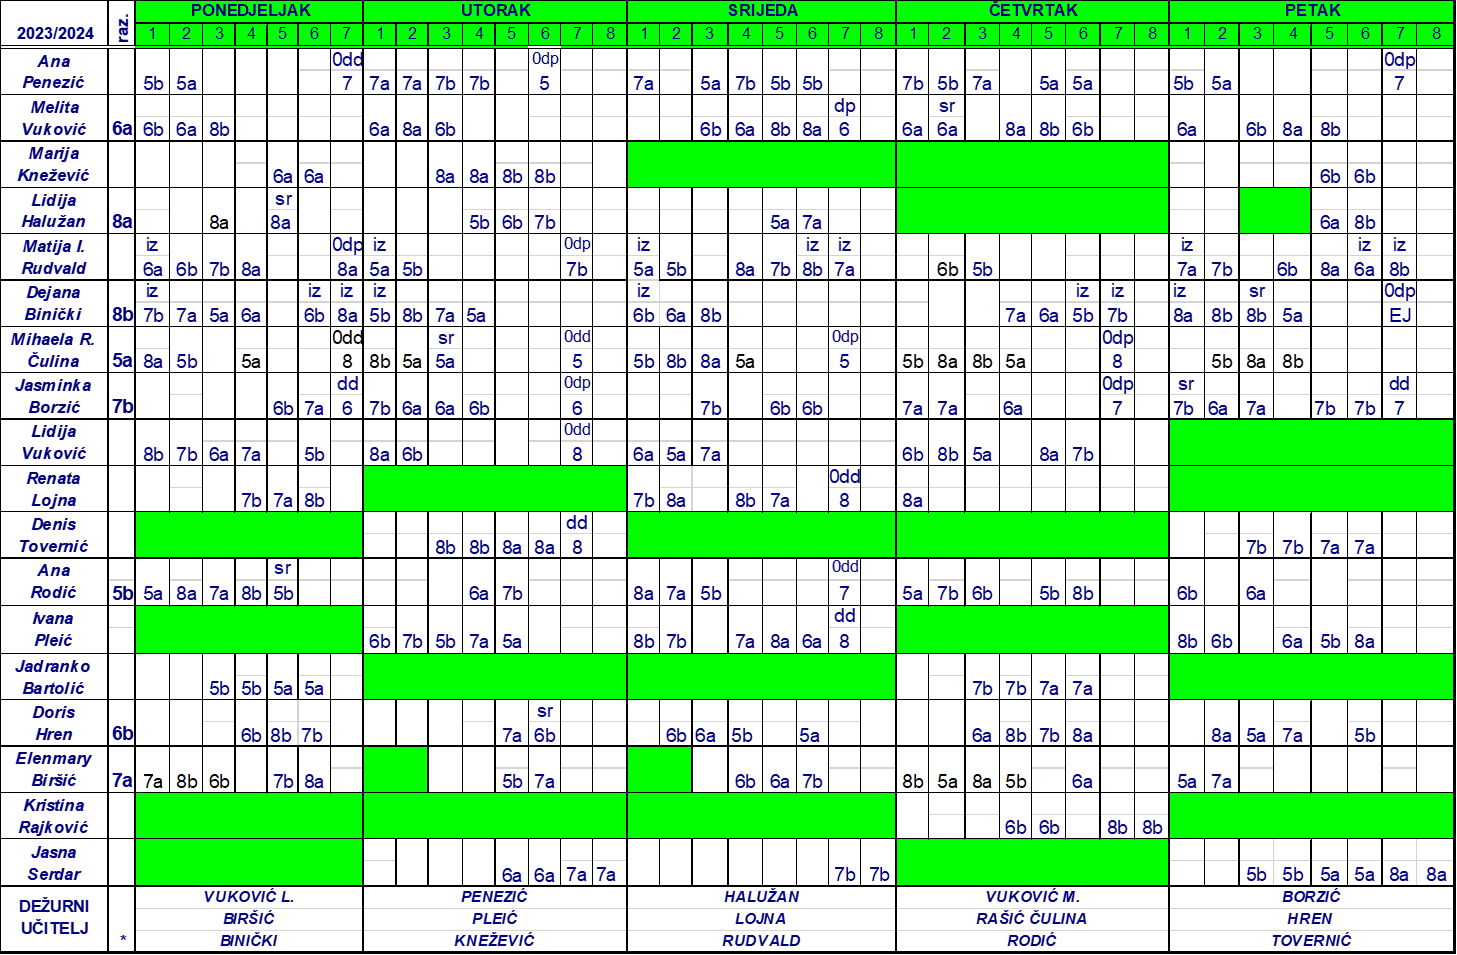 PONEDJELJAK UTORAK SRIJEDA ČETVRTAK PETAK
2023/2024 raz. 1 2 3 4 5 6 7 1 2 3 4 5 6 7 8 1 2 3 4 5 6 7 8 1 2 3 4 5 6 7 8 1 2 3 4 5 6 7 8
Ana 0dd 0dp 0dp
Penezić 5b 5a 7 7a 7a 7b 7b 5 7a 5a 7b 5b 5b 7b 5b 7a 5a 5a 5b 5a 7
Melita dp sr
Vuković 6a 6b 6a 8b 6a 8a 6b 6b 6a 8b 8a 6 6a 6a 8a 8b 6b 6a 6b 8a 8b
Marija
Knežević 6a 6a 8a 8a 8b 8b 6b 6b
Lidija sr
Halužan 8a 8a 8a 5b 6b 7b 5a 7a 6a 8b
Matija I. iz 0dp iz 0dp iz iz iz iz iz iz
Rudvald 6a 6b 7b 8a 8a 5a 5b 7b 5a 5b 8a 7b 8b 7a 6b 5b 7a 7b 6b 8a 6a 8b
Dejana iz iz iz iz iz iz iz iz sr 0dp
Binički 8b 7b 7a 5a 6a 6b 8a 5b 8b 7a 5a 6b 6a 8b 7a 6a 5b 7b 8a 8b 8b 5a EJ
Mihaela R. 0dd sr 0dd 0dp 0dp
Čulina 5a 8a 5b 5a 8 8b 5a 5a 5 5b 8b 8a 5a 5 5b 8a 8b 5a 8 5b 8a 8b
Jasminka dd 0dp 0dp sr dd
Borzić 7b 6b 7a 6 7b 6a 6a 6b 6 7b 6b 6b 7a 7a 6a 7 7b 6a 7a 7b 7b 7
Lidija 0dd
Vuković 8b 7b 6a 7a 5b 8a 6b 8 6a 5a 7a 6b 8b 5a 8a 7b
Renata 0dd
Lojna 7b 7a 8b 7b 8a 8b 7a 8 8a
Denis dd
Tovernić 8b 8b 8a 8a 8 7b 7b 7a 7a
Ana sr 0dd
Rodić 5b 5a 8a 7a 8b 5b 6a 7b 8a 7a 5b 7 5a 7b 6b 5b 8b 6b 6a
Ivana dd
Pleić 6b 7b 5b 7a 5a 8b 7b 7a 8a 6a 8 8b 6b 6a 5b 8a
Jadranko
Bartolić 5b 5b 5a 5a 7b 7b 7a 7a
Doris sr
Hren 6b 6b 8b 7b 7a 6b 6b 6a 5b 5a 6a 8b 7b 8a 8a 5a 7a 5b
Elenmary
Biršić 7a 7a 8b 6b 7b 8a 5b 7a 6b 6a 7b 8b 5a 8a 5b 6a 5a 7a
Kristina
Rajković 6b 6b 8b 8b
Jasna
Serdar 6a 6a 7a 7a 7b 7b 5b 5b 5a 5a 8a 8a
DEŽURNI VUKOVIĆ L. PENEZIĆ HALUŽAN VUKOVIĆ M. BORZIĆ
UČITELJ BIRŠIĆ PLEIĆ LOJNA RAŠIĆ ČULINA HREN
* BINIČKI KNEŽEVIĆ RUDVALD RODIĆ TOVERNIĆ